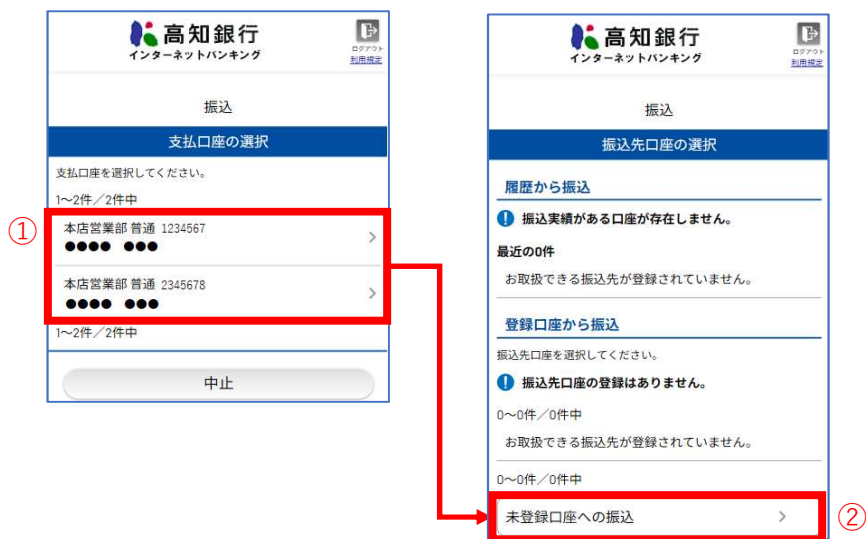 高知銀行
インターネットバンキング
ログアウト
利用規定
振込
支払口座の選択
支払口座を選択してください。
1~2件/2件中
①
本店営業部 普通 1234567
●●●● ●●●
本店営業部 普通 2345678
●●●● ●●●
1~2件/2件中
中止
高知銀行
インターネットバンキング
ログアウト
利用規定
振込
振込先口座の選択
履歴から振込
振込実績がある口座が存在しません。
最近の0件
お取扱できる振込先が登録されていません。
登録口座から振込
振込先口座を選択してください。
振込先口座の登録はありません。
0~0件/0件中
お取扱できる振込先が登録されていません。
0~0件/0件中
未登録口座への振込
②